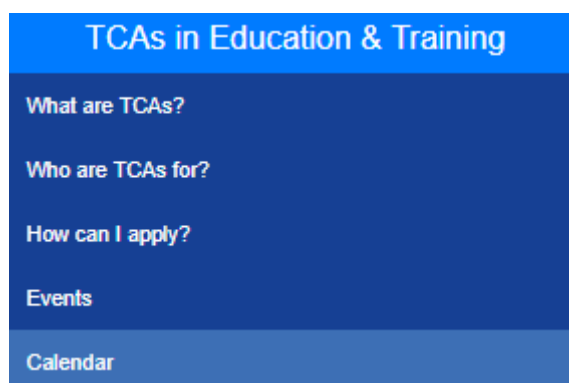 TCAs in Education & Training
What are TCAs?
Who are TCAs for?
How can I apply?
Events
Calendar